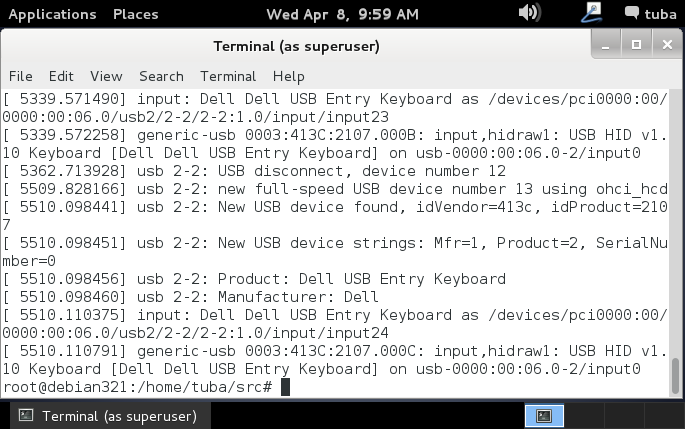 Applications Places Wed Apr 8, 9:59 AM tuba
Terminal (as superuser)
File Edit View Search Terminal Help
[ 5339.571490] input: Dell Dell USB Entry Keyboard as /devices/pci0000:00/
0000:00:06.0/usb2/2-2/2-2:1.0/input/input23
[ 5339.572258] generic-usb 0003:413C:2107.000B: input,hidraw1: USB HID v1.
10 Keyboard [Dell Dell USB Entry Keyboard] on usb-0000:00:06.0-2/input0
[ 5362.713928] usb 2-2: USB disconnect, device number 12
[ 5509.828166] usb 2-2: new full-speed USB device number 13 using ohci_hcd
[ 5510.098441] usb 2-2: New USB device found, idVendor=413c, idProduct=210
7
[ 5510.098451] usb 2-2: New USB device strings: Mfr=1, Product=2, SerialNu
mber=0
[ 5510.098456] usb 2-2: Product: Dell USB Entry Keyboard
[ 5510.098460] usb 2-2: Manufacturer: Dell
[ 5510.110375] input: Dell Dell USB Entry Keyboard as /devices/pci0000:00/
0000:00:06.0/usb2/2-2/2-2:1.0/input/input24
[ 5510.110791] generic-usb 0003:413C:2107.000C: input,hidraw1: USB HID v1.
10 Keyboard [Dell Dell USB Entry Keyboard] on usb-0000:00:06.0-2/input0
root@debian321:/home/tuba/src#
Terminal (as superuser)